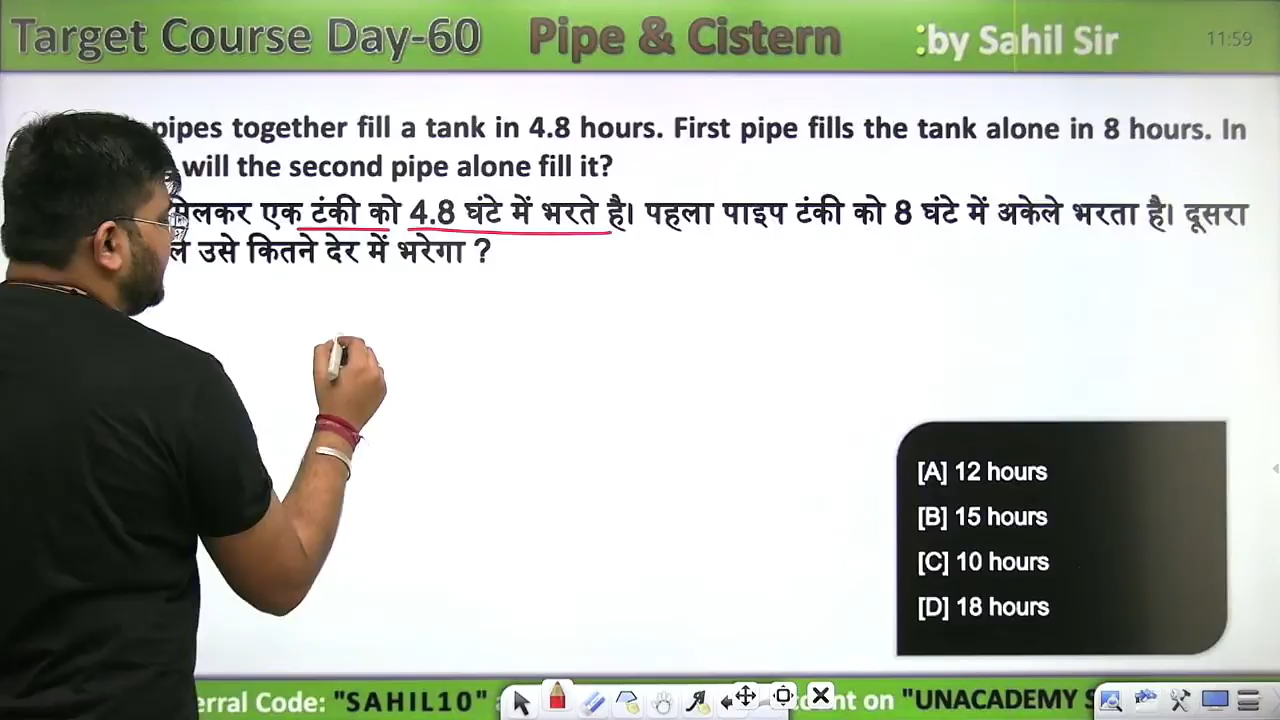 Target Course Day-60 Pipe & Cistern :by Sahil Sir 11:59
pipes together fill a tank in 4.8 hours. First pipe fills the tank alone in 8 hours. In
will the second pipe alone fill it?
मिलकर एक टंकी को 4.8 घंटे में भरते है। पहला पाइप टंकी को 8 घंटे में अकेले भरता है। दूसरा
उसे कितने देर में भरेगा ?
[A] 12 hours
[B] 15 hours
[C] 10 hours
[D] 18 hours
erral Code: "SAHIL10" ount on "UNACADEMY S